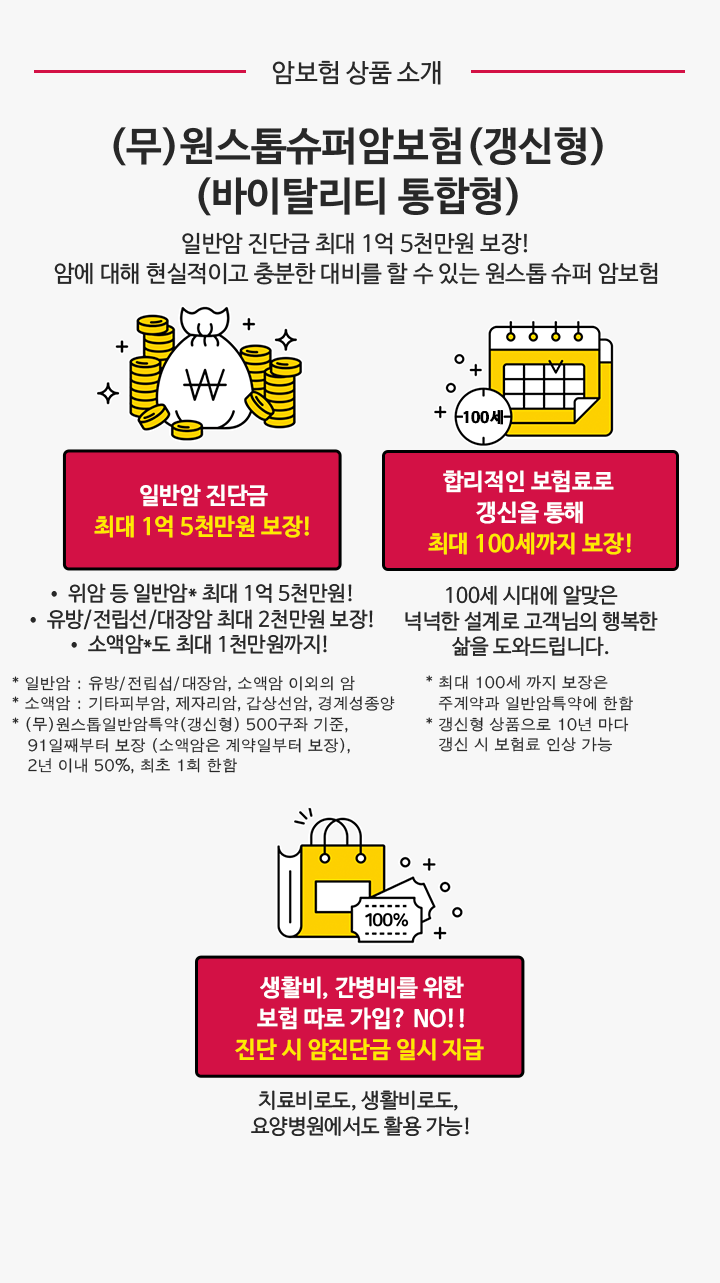 암보험 상품 소개
(무)원스톱슈퍼암보험(갱신형)
(바이탈리티 통합형)
일반암 진단금 최대 1억 5천만원 보장!
암에 대해 현실적이고 충분한 대비를 할 수 있는 원스톱 슈퍼 암보험
₩
일반암 진단금
최대 1억 5천만원 보장!
• 위암 등 일반암* 최대 1억 5천만원!
• 유방/전립선/대장암 최대 2천만원 보장!
• 소액암*도 최대 1천만원까지!
* 일반암 : 유방/전립섭/대장암, 소액암 이외의 암
* 소액암 : 기타피부암, 제자리암, 갑상선암, 경계성종양
* (무)원스톱일반암특약(갱신형) 500구좌 기준,
91일째부터 보장 (소액암은 계약일부터 보장),
2년 이내 50%, 최초 1회 한함
100세
합리적인 보험료로
갱신을 통해
최대 100세까지 보장!
100세 시대에 알맞은
넉넉한 설계로 고객님의 행복한
삶을 도와드립니다.
* 최대 100세 까지 보장은
주계약과 일반암특약에 한함
* 갱신형 상품으로 10년 마다
갱신 시 보험료 인상 가능
100%
생활비, 간병비를 위한
보험 따로 가입? NO!!
진단 시 암진단금 일시 지급
치료비로도, 생활비로도,
요양병원에서도 활용 가능!